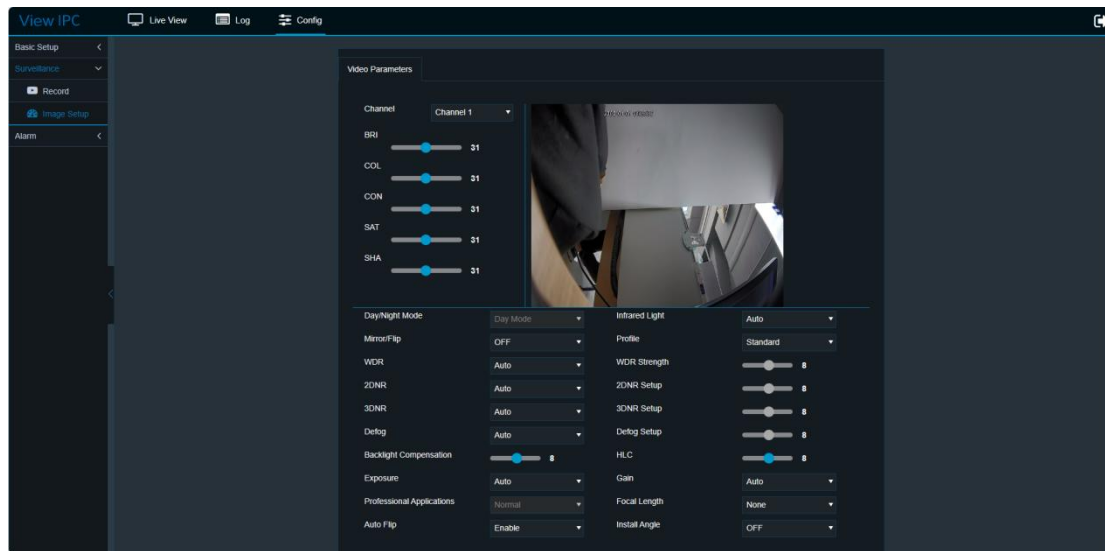 View IPC Live View Log Config
Basic Setup
Surveillance
Record
Image Setup
Alarm
Video Parameters
Channel Channel 1
BRI 31
COL 31
CON 31
SAT 31
SHA 31
Day/Night Mode Day Mode Infrared Light Auto
Mirror/Flip OFF Profile Standard
WDR Auto WDR Strength 8
2DNR Auto 2DNR Setup 8
3DNR Auto 3DNR Setup 8
Defog Auto Defog Setup 8
Backlight Compensation 8 HLC 8
Exposure Auto Gain Auto
Professional Applications Normal Focal Length None
Auto Flip Enable Install Angle OFF